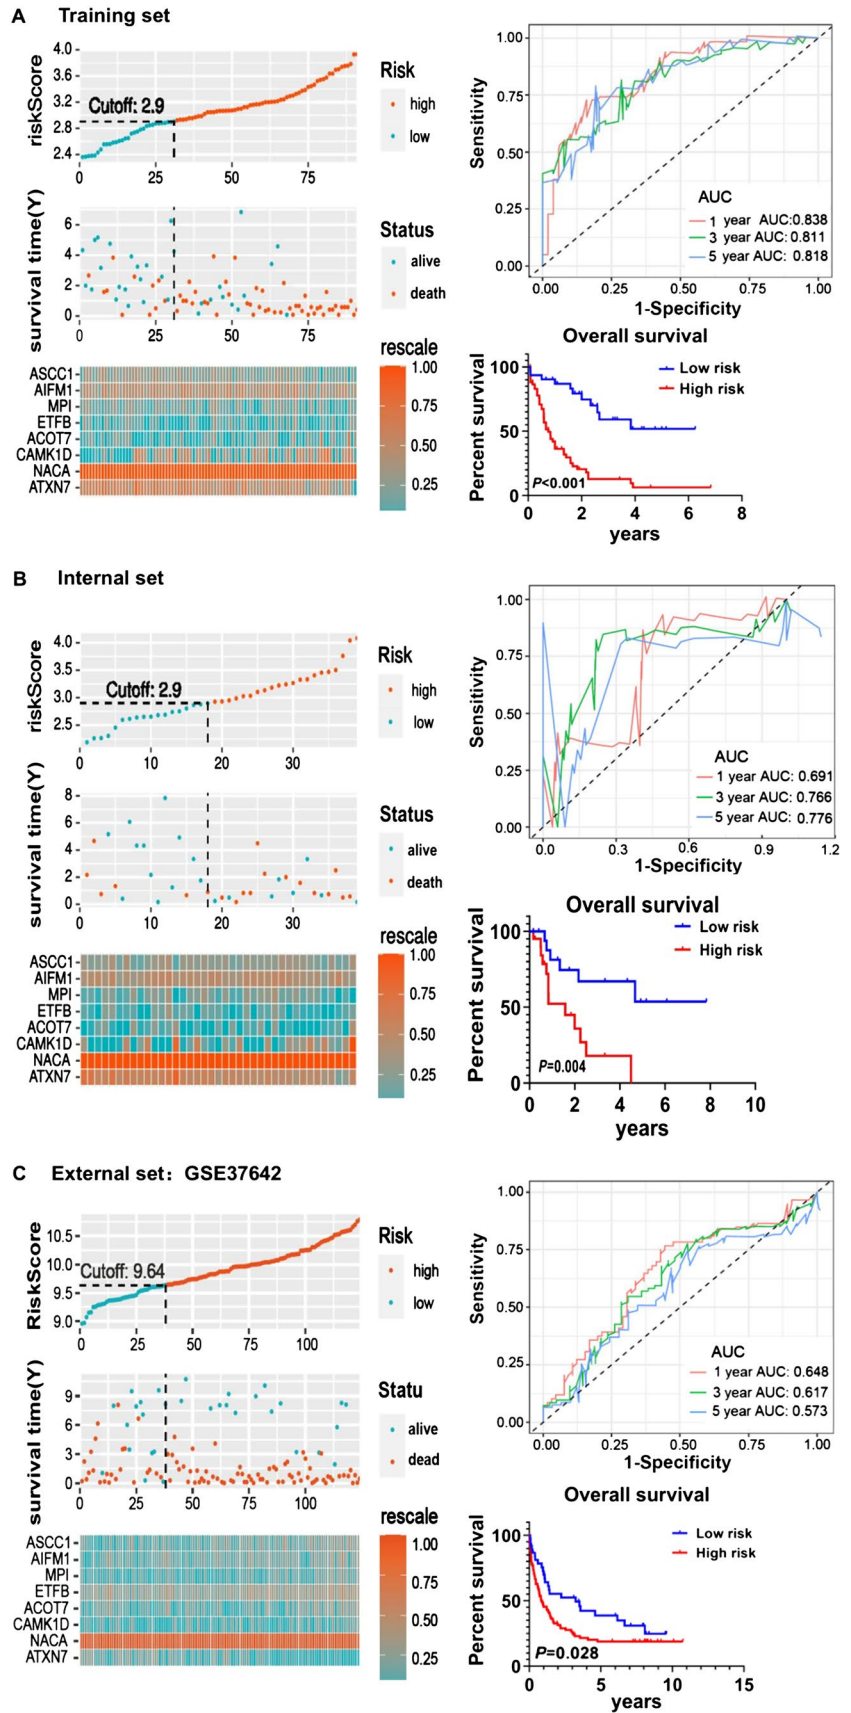 A Training set
riskScore
4.0
3.6
3.2
2.8
2.4
Cutoff: 2.9
0 25 50 75
Risk
high
low
survival time(Y)
6
4
2
0
0 25 50 75
Status
alive
death
ASCC1
AIFM1
MPI
ETFB
ACOT7
CAMK1D
NACA
ATXN7
rescale
1.00
0.75
0.50
0.25
Sensitivity
1.00
0.75
0.50
0.25
0.00
AUC
1 year AUC:0.838
3 year AUC:0.811
5 year AUC: 0.818
0.00 0.25 0.50 0.75 1.00
1-Specificity
Overall survival
Percent survival
100
50
0
Low risk
High risk
P<0.001
0 2 4 6 8
years
B Internal set
riskScore
4.0
3.5
3.0
2.5
Cutoff: 2.9
0 10 20 30
Risk
high
low
survival time(Y)
8
6
4
2
0
0 10 20 30
Status
alive
death
ASCC1
AIFM1
MPI
ETFB
ACOT7
CAMK1D
NACA
ATXN7
rescale
1.00
0.75
0.50
0.25
Sensitivity
1.00
0.75
0.50
0.25
0.00
AUC
1 year AUC: 0.691
3 year AUC: 0.766
5 year AUC: 0.776
0.0 0.3 0.6 0.9 1.2
1-Specificity
Overall survival
Percent survival
100
50
0
Low risk
High risk
P=0.004
0 2 4 6 8 10
years
C External set: GSE37642
RiskScore
10.5
10.0
9.5
9.0
Cutoff: 9.64
0 25 50 75 100
Risk
high
low
survival time(Y)
9
6
3
0
0 25 50 75 100
Statu
alive
dead
ASCC1
AIFM1
MPI
ETFB
ACOT7
CAMK1D
NACA
ATXN7
rescale
1.00
0.75
0.50
0.25
Sensitivity
1.00
0.75
0.50
0.25
0.00
AUC
1 year AUC: 0.648
3 year AUC: 0.617
5 year AUC: 0.573
0.00 0.25 0.50 0.75 1.00
1-Specificity
Overall survival
Percent survival
100
50
0
Low risk
High risk
P=0.028
0 5 10 15
years